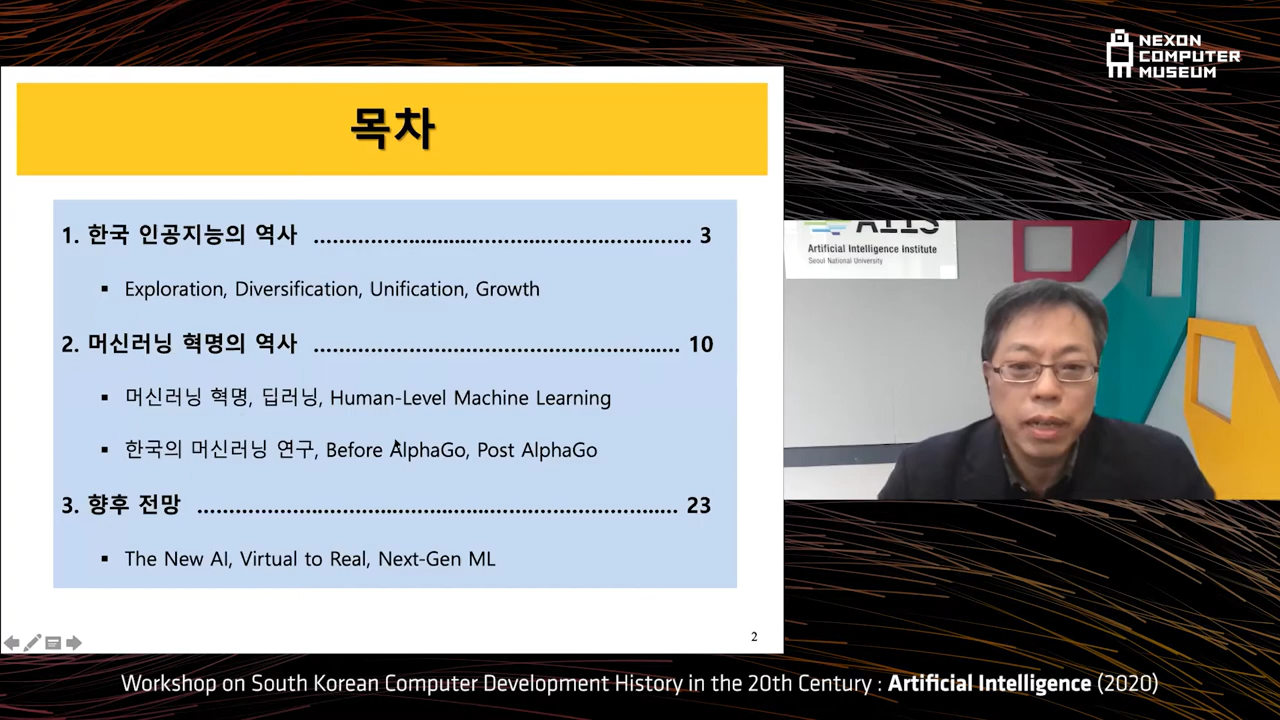 NEXON
COMPUTER
MUSEUM
목차
1. 한국 인공지능의 역사 ........................................................ 3
▪ Exploration, Diversification, Unification, Growth
2. 머신러닝 혁명의 역사 ........................................................ 10
▪ 머신러닝 혁명, 딥러닝, Human-Level Machine Learning
▪ 한국의 머신러닝 연구, Before AlphaGo, Post AlphaGo
3. 향후 전망 ........................................................................ 23
▪ The New AI, Virtual to Real, Next-Gen ML
2
AIIS
Artificial Intelligence Institute
Seoul National University
Workshop on South Korean Computer Development History in the 20th Century : Artificial Intelligence (2020)